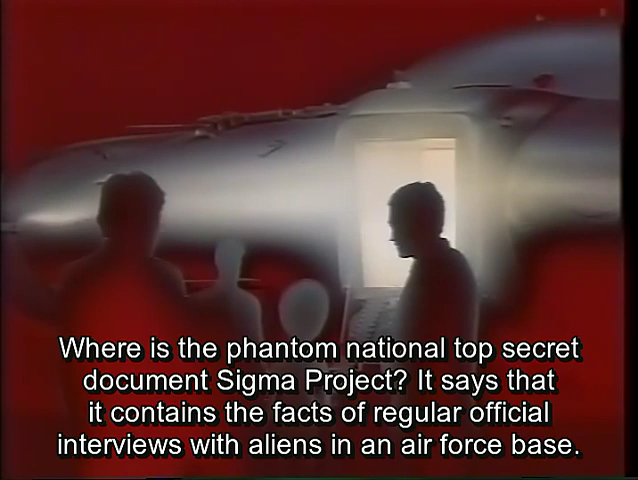 Where is the phantom national top secret
document Sigma Project? It says that
it contains the facts of regular official
interviews with aliens in an air force base.